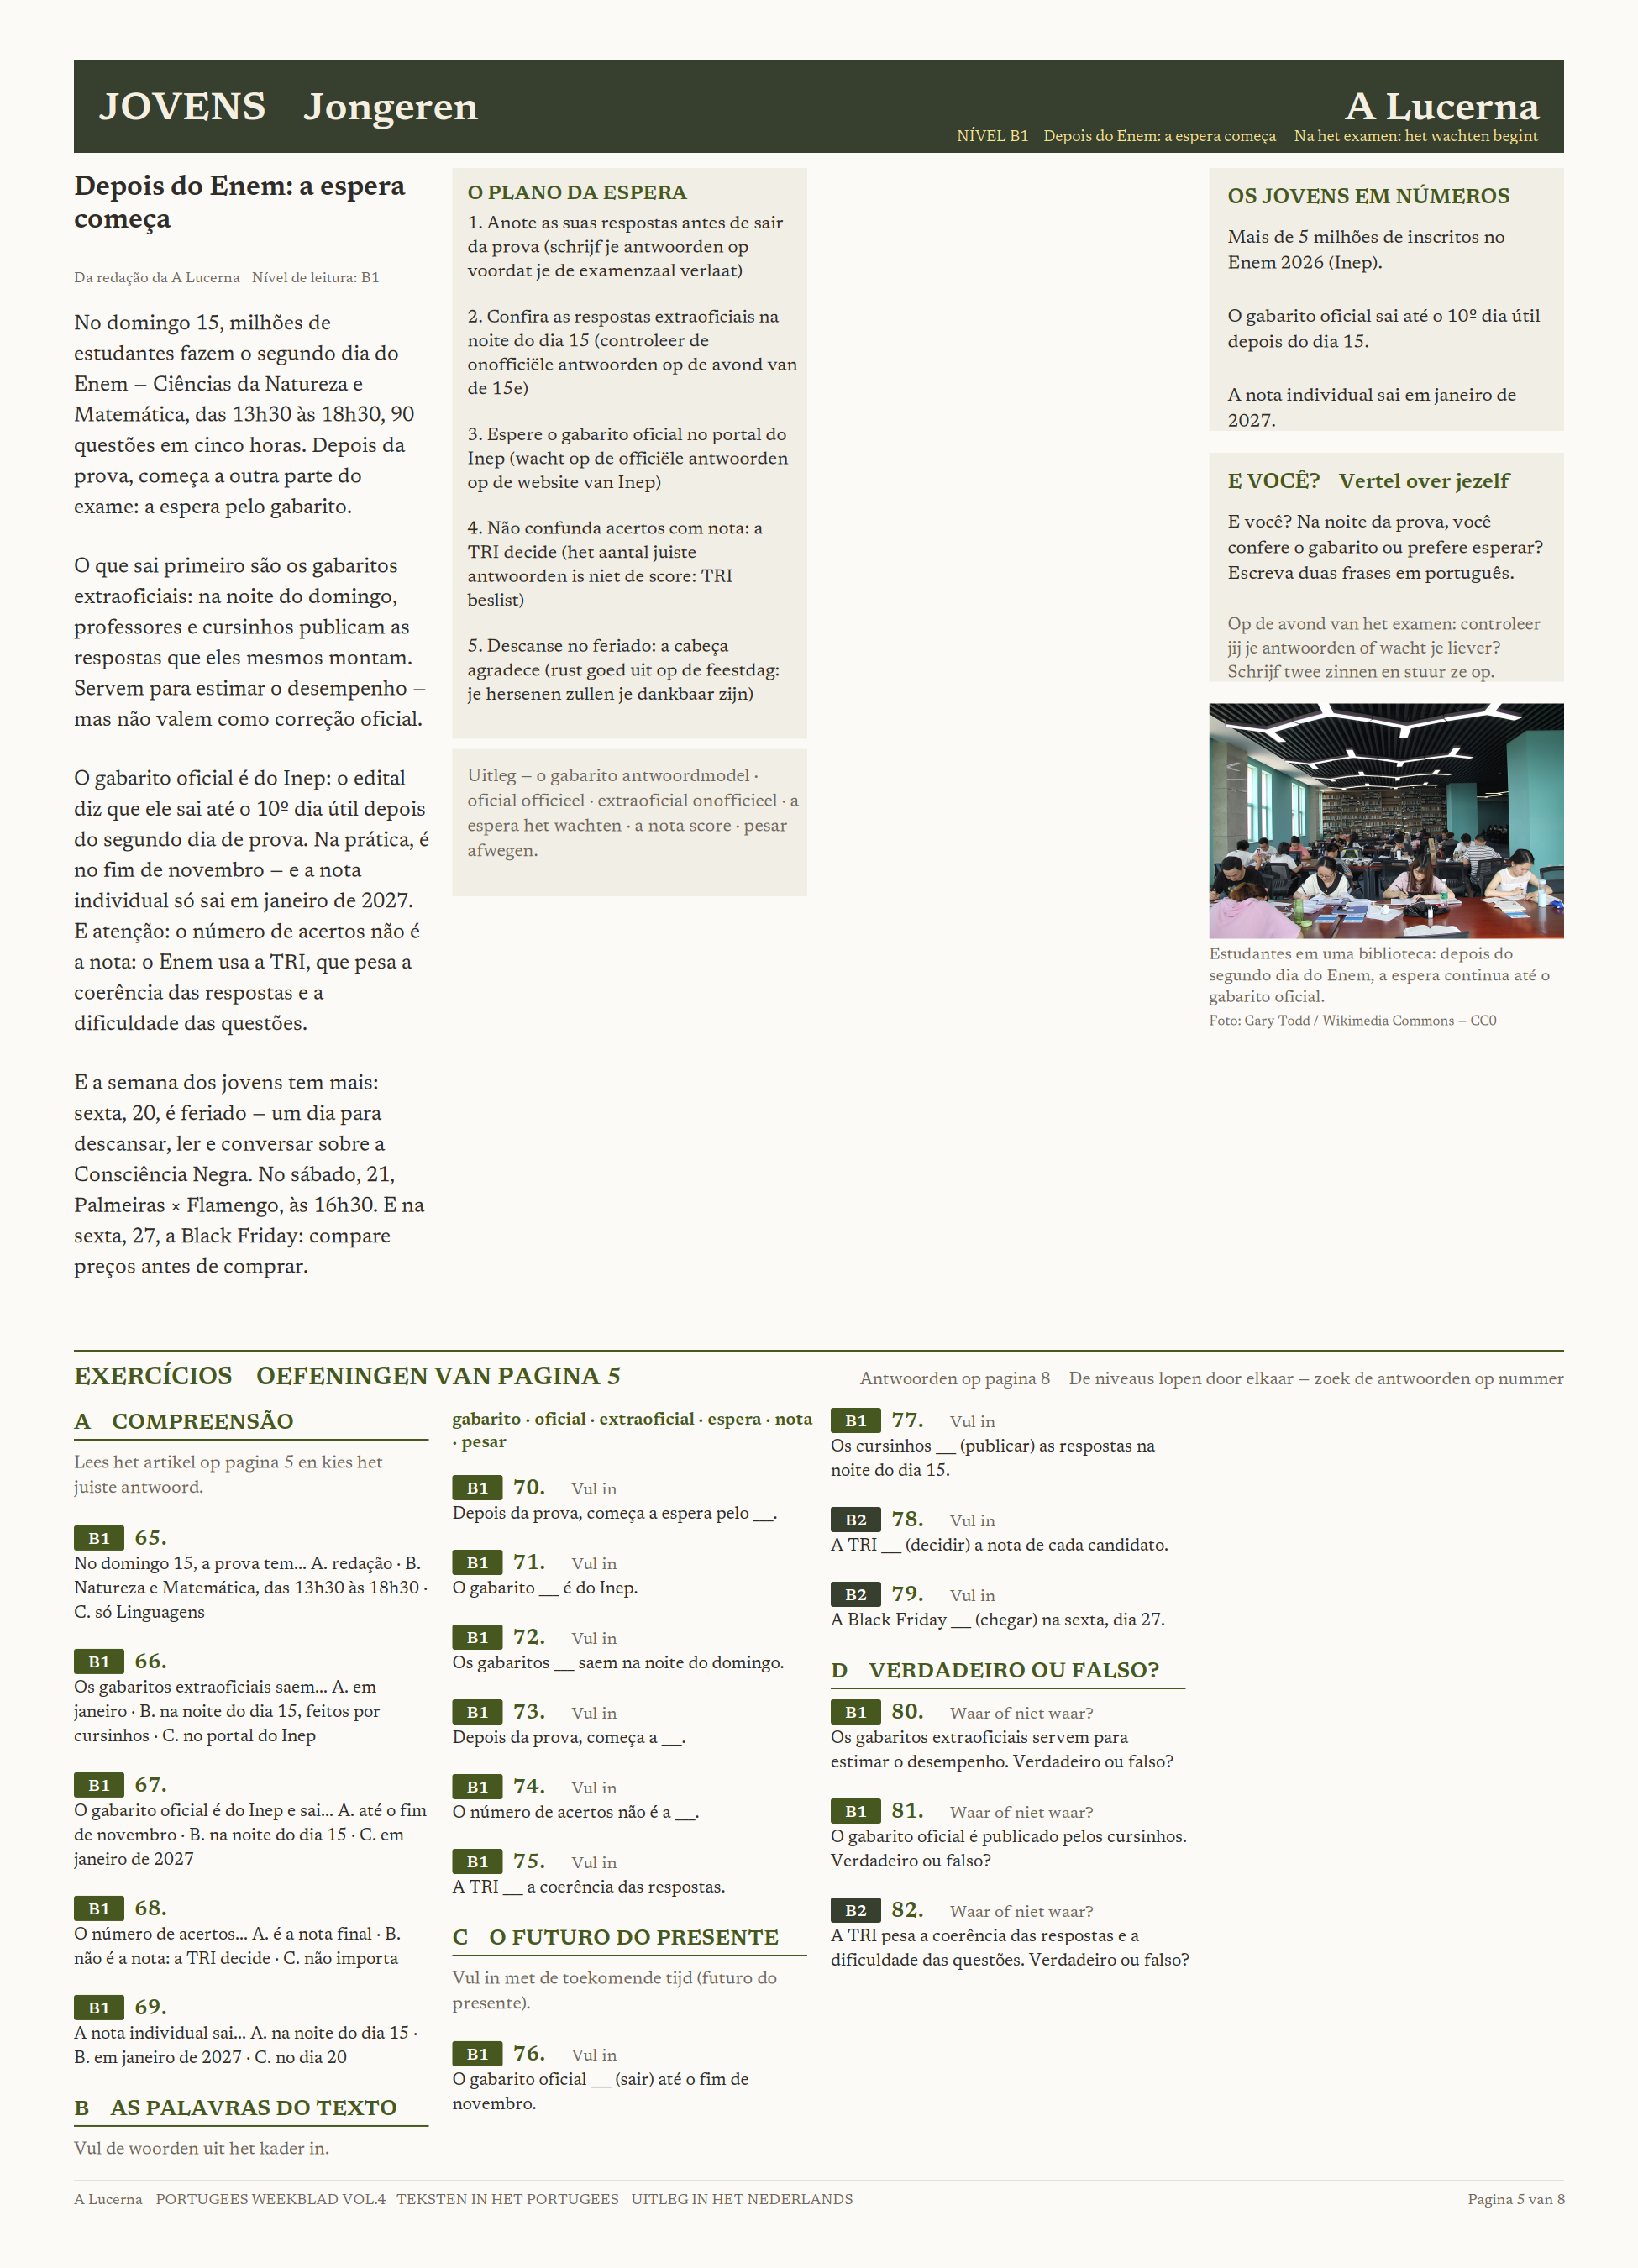 JOVENS Jongeren
A Lucerna
NÍVEL B1 Depois do Enem: a espera começa Na het examen: het wachten begint
Depois do Enem: a espera
começa
Da redação da A Lucerna Nível de leitura: B1
No domingo 15, milhões de
estudantes fazem o segundo dia do
Enem — Ciências da Natureza e
Matemática, das 13h30 às 18h30, 90
questões em cinco horas. Depois da
prova, começa a outra parte do
exame: a espera pelo gabarito.
O que sai primeiro são os gabaritos
extraoficiais: na noite do domingo,
professores e cursinhos publicam as
respostas que eles mesmos montam.
Servem para estimar o desempenho —
mas não valem como correção oficial.
O gabarito oficial é do Inep: o edital
diz que ele sai até o 10º dia útil depois
do segundo dia de prova. Na prática, é
no fim de novembro — e a nota
individual só sai em janeiro de 2027.
E atenção: o número de acertos não é
a nota: o Enem usa a TRI, que pesa a
coerência das respostas e a
dificuldade das questões.
E a semana dos jovens tem mais:
sexta, 20, é feriado — um dia para
descansar, ler e conversar sobre a
Consciência Negra. No sábado, 21,
Palmeiras × Flamengo, às 16h30. E na
sexta, 27, a Black Friday: compare
preços antes de comprar.
O PLANO DA ESPERA
1. Anote as suas respostas antes de sair
da prova (schrijf je antwoorden op
voordat je de examenzaal verlaat)
2. Confira as respostas extraoficiais na
noite do dia 15 (controleer de
onofficiële antwoorden op de avond van
de 15e)
3. Espere o gabarito oficial no portal do
Inep (wacht op de officiële antwoorden
op de website van Inep)
4. Não confunda acertos com nota: a
TRI decide (het aantal juiste
antwoorden is niet de score: TRI
beslist)
5. Descanse no feriado: a cabeça
agradece (rust goed uit op de feestdag:
je hersenen zullen je dankbaar zijn)
Uitleg — o gabarito antwoordmodel ·
oficial officieel · extraoficial onofficieel · a
espera het wachten · a nota score · pesar
afwegen.
OS JOVENS EM NÚMEROS
Mais de 5 milhões de inscritos no
Enem 2026 (Inep).
O gabarito oficial sai até o 10º dia útil
depois do dia 15.
A nota individual sai em janeiro de
2027.
E VOCÊ? Vertel over jezelf
E você? Na noite da prova, você
confere o gabarito ou prefere esperar?
Escreva duas frases em português.
Op de avond van het examen: controleer
jij je antwoorden of wacht je liever?
Schrijf twee zinnen en stuur ze op.
Estudantes em uma biblioteca: depois do
segundo dia do Enem, a espera continua até o
gabarito oficial.
Foto: Gary Todd / Wikimedia Commons — CC0
EXERCÍCIOS OEFENINGEN VAN PAGINA 5
Antwoorden op pagina 8 De niveaus lopen door elkaar — zoek de antwoorden op nummer
A COMPREENSÃO
Lees het artikel op pagina 5 en kies het
juiste antwoord.
B1 65.
No domingo 15, a prova tem... A. redação · B.
Natureza e Matemática, das 13h30 às 18h30 ·
C. só Linguagens
B1 66.
Os gabaritos extraoficiais saem... A. em
janeiro · B. na noite do dia 15, feitos por
cursinhos · C. no portal do Inep
B1 67.
O gabarito oficial é do Inep e sai... A. até o fim
de novembro · B. na noite do dia 15 · C. em
janeiro de 2027
B1 68.
O número de acertos... A. é a nota final · B.
não é a nota: a TRI decide · C. não importa
B1 69.
A nota individual sai... A. na noite do dia 15 ·
B. em janeiro de 2027 · C. no dia 20
B AS PALAVRAS DO TEXTO
Vul de woorden uit het kader in.
gabarito · oficial · extraoficial · espera · nota
· pesar
B1 70. Vul in
Depois da prova, começa a espera pelo ___.
B1 71. Vul in
O gabarito ___ é do Inep.
B1 72. Vul in
Os gabaritos ___ saem na noite do domingo.
B1 73. Vul in
Depois da prova, começa a ___.
B1 74. Vul in
O número de acertos não é a ___.
B1 75. Vul in
A TRI ___ a coerência das respostas.
C O FUTURO DO PRESENTE
Vul in met de toekomende tijd (futuro do
presente).
B1 76. Vul in
O gabarito oficial ___ (sair) até o fim de
novembro.
B1 77. Vul in
Os cursinhos ___ (publicar) as respostas na
noite do dia 15.
B2 78. Vul in
A TRI ___ (decidir) a nota de cada candidato.
B2 79. Vul in
A Black Friday ___ (chegar) na sexta, dia 27.
D VERDADEIRO OU FALSO?
B1 80. Waar of niet waar?
Os gabaritos extraoficiais servem para
estimar o desempenho. Verdadeiro ou falso?
B1 81. Waar of niet waar?
O gabarito oficial é publicado pelos cursinhos.
Verdadeiro ou falso?
B2 82. Waar of niet waar?
A TRI pesa a coerência das respostas e a
dificuldade das questões. Verdadeiro ou falso?
A Lucerna PORTUGEES WEEKBLAD VOL.4 TEKSTEN IN HET PORTUGEES UITLEG IN HET NEDERLANDS
Pagina 5 van 8